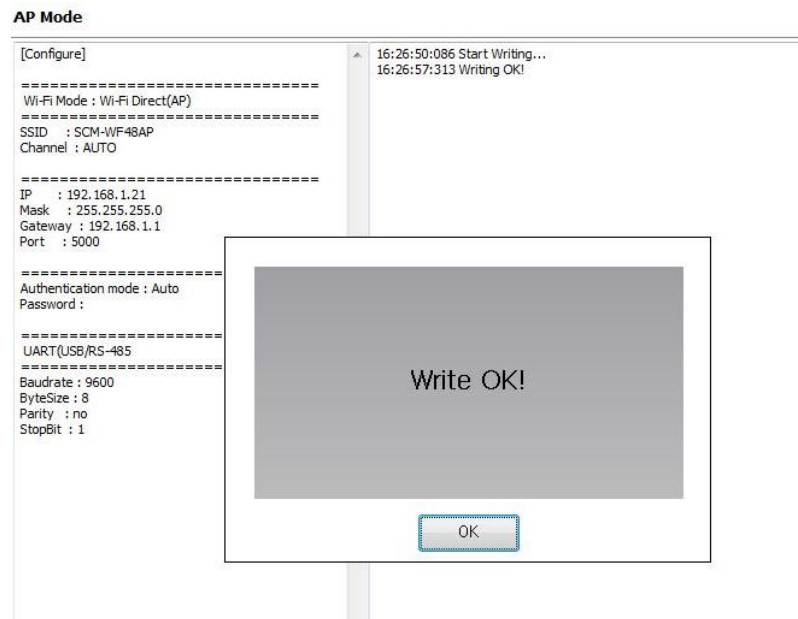 AP Mode
[Configure]
===============================
Wi-Fi Mode : Wi-Fi Direct(AP)
===============================
SSID : SCM-WF48AP
Channel : AUTO
===============================
IP : 192.168.1.21
Mask : 255.255.255.0
Gateway : 192.168.1.1
Port : 5000
=====================
Authentication mode : Auto
Password :
=====================
UART(USB/RS-485
=====================
Baudrate : 9600
ByteSize : 8
Parity : no
StopBit : 1
16:26:50:086 Start Writing...
16:26:57:313 Writing OK!
Write OK!
OK